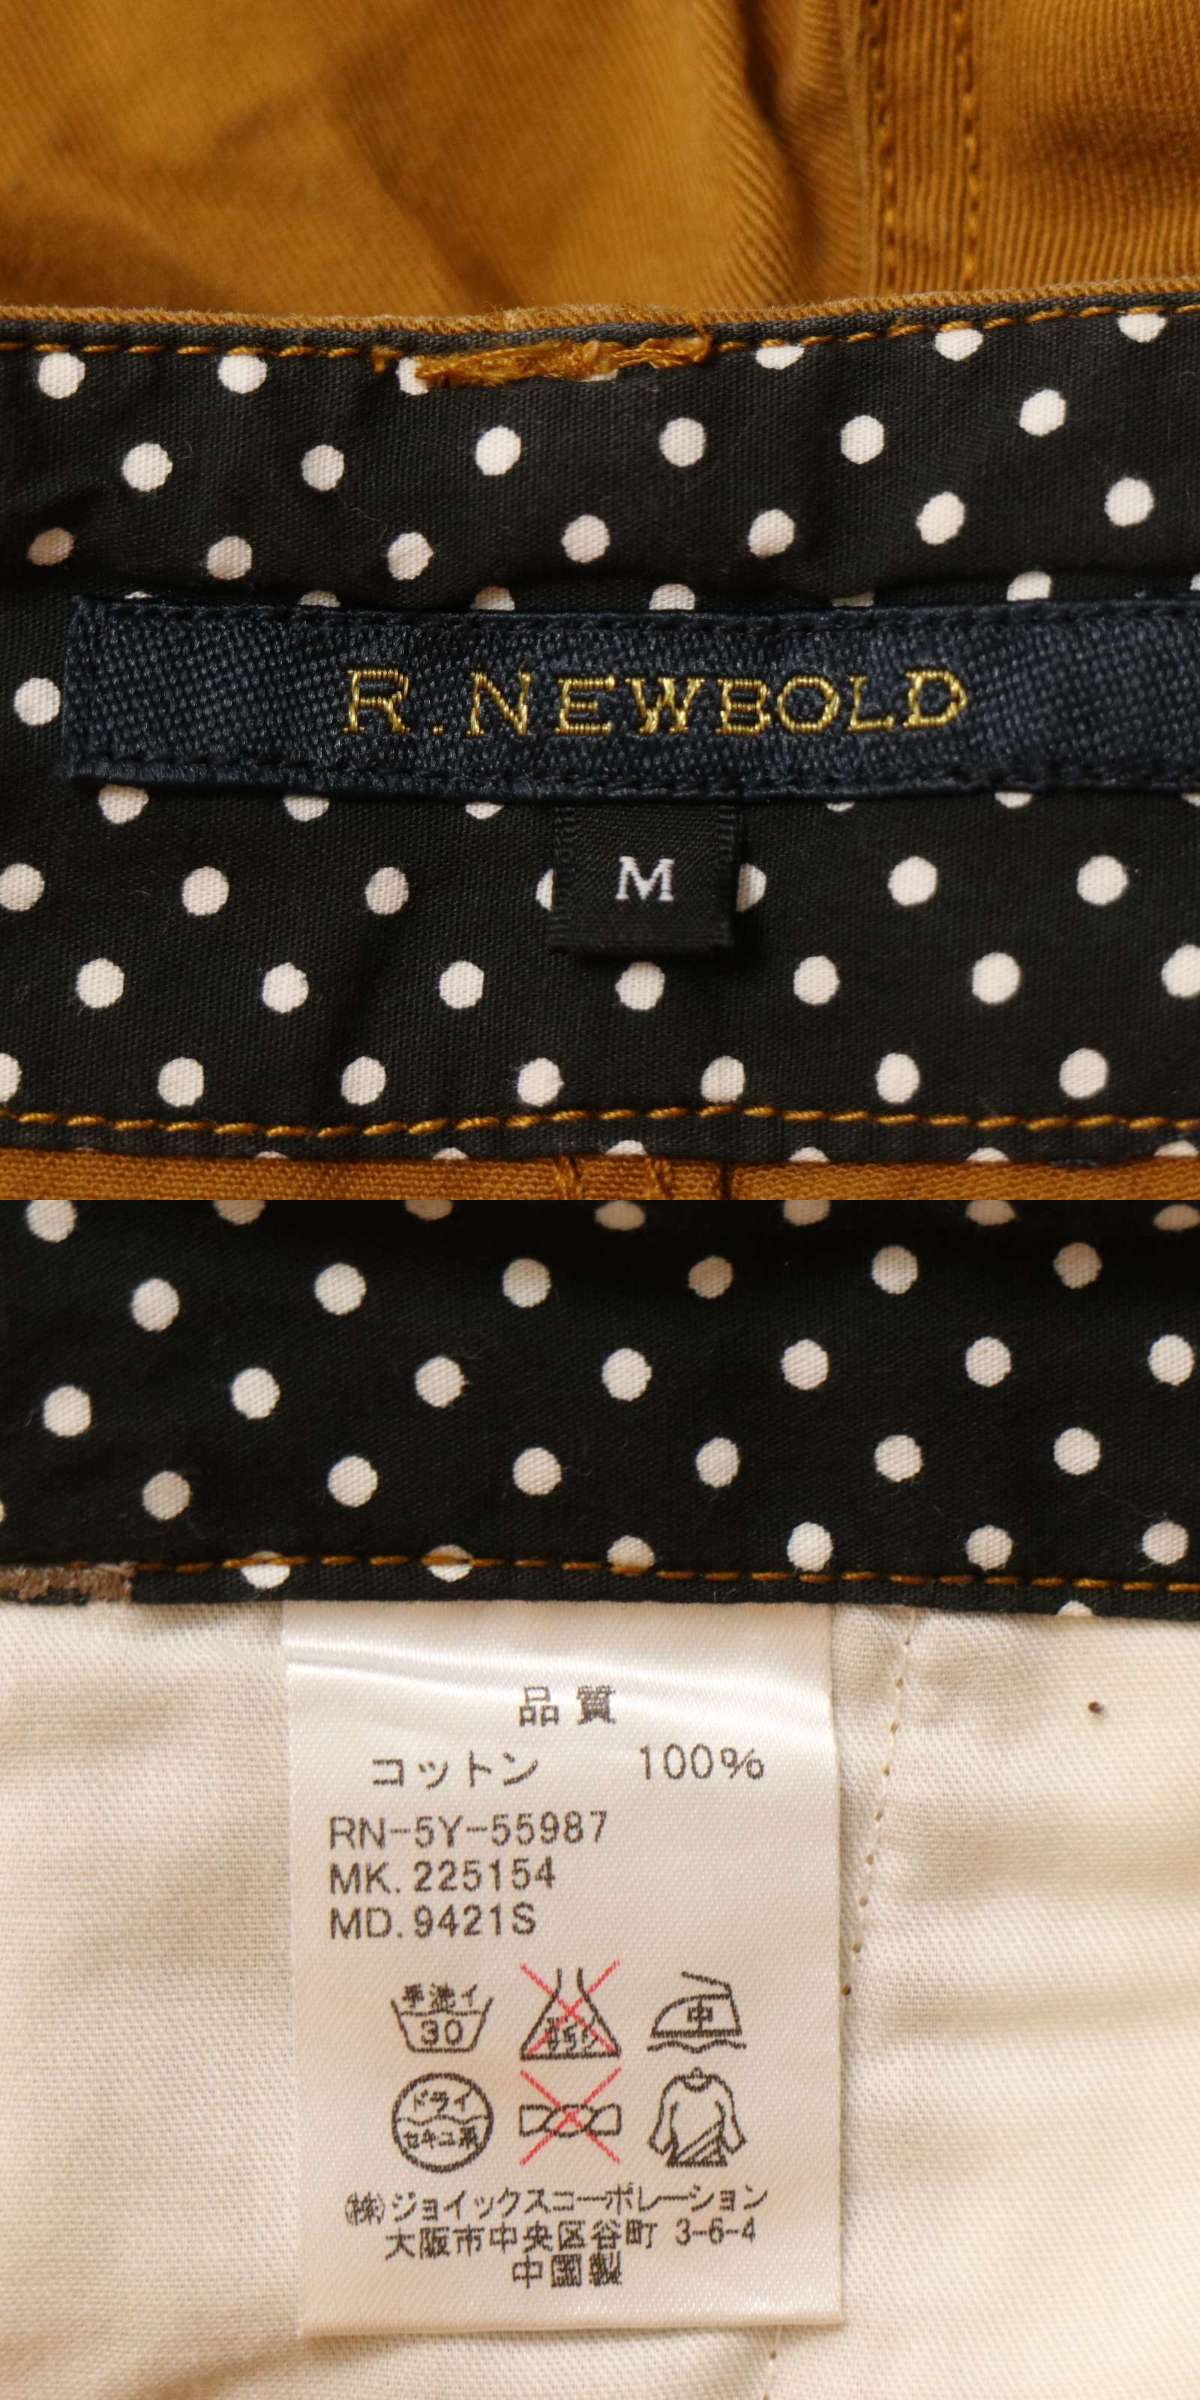 R.NEWBOLD
M
品質
コットン 100%
RN-5Y-55987
MK.225154
MD.9421S
手洗イ
30
中
ドライ
セキユ系
㈱ジョイックスコーポレーション
大阪市中央区谷町 3-6-4
中国製